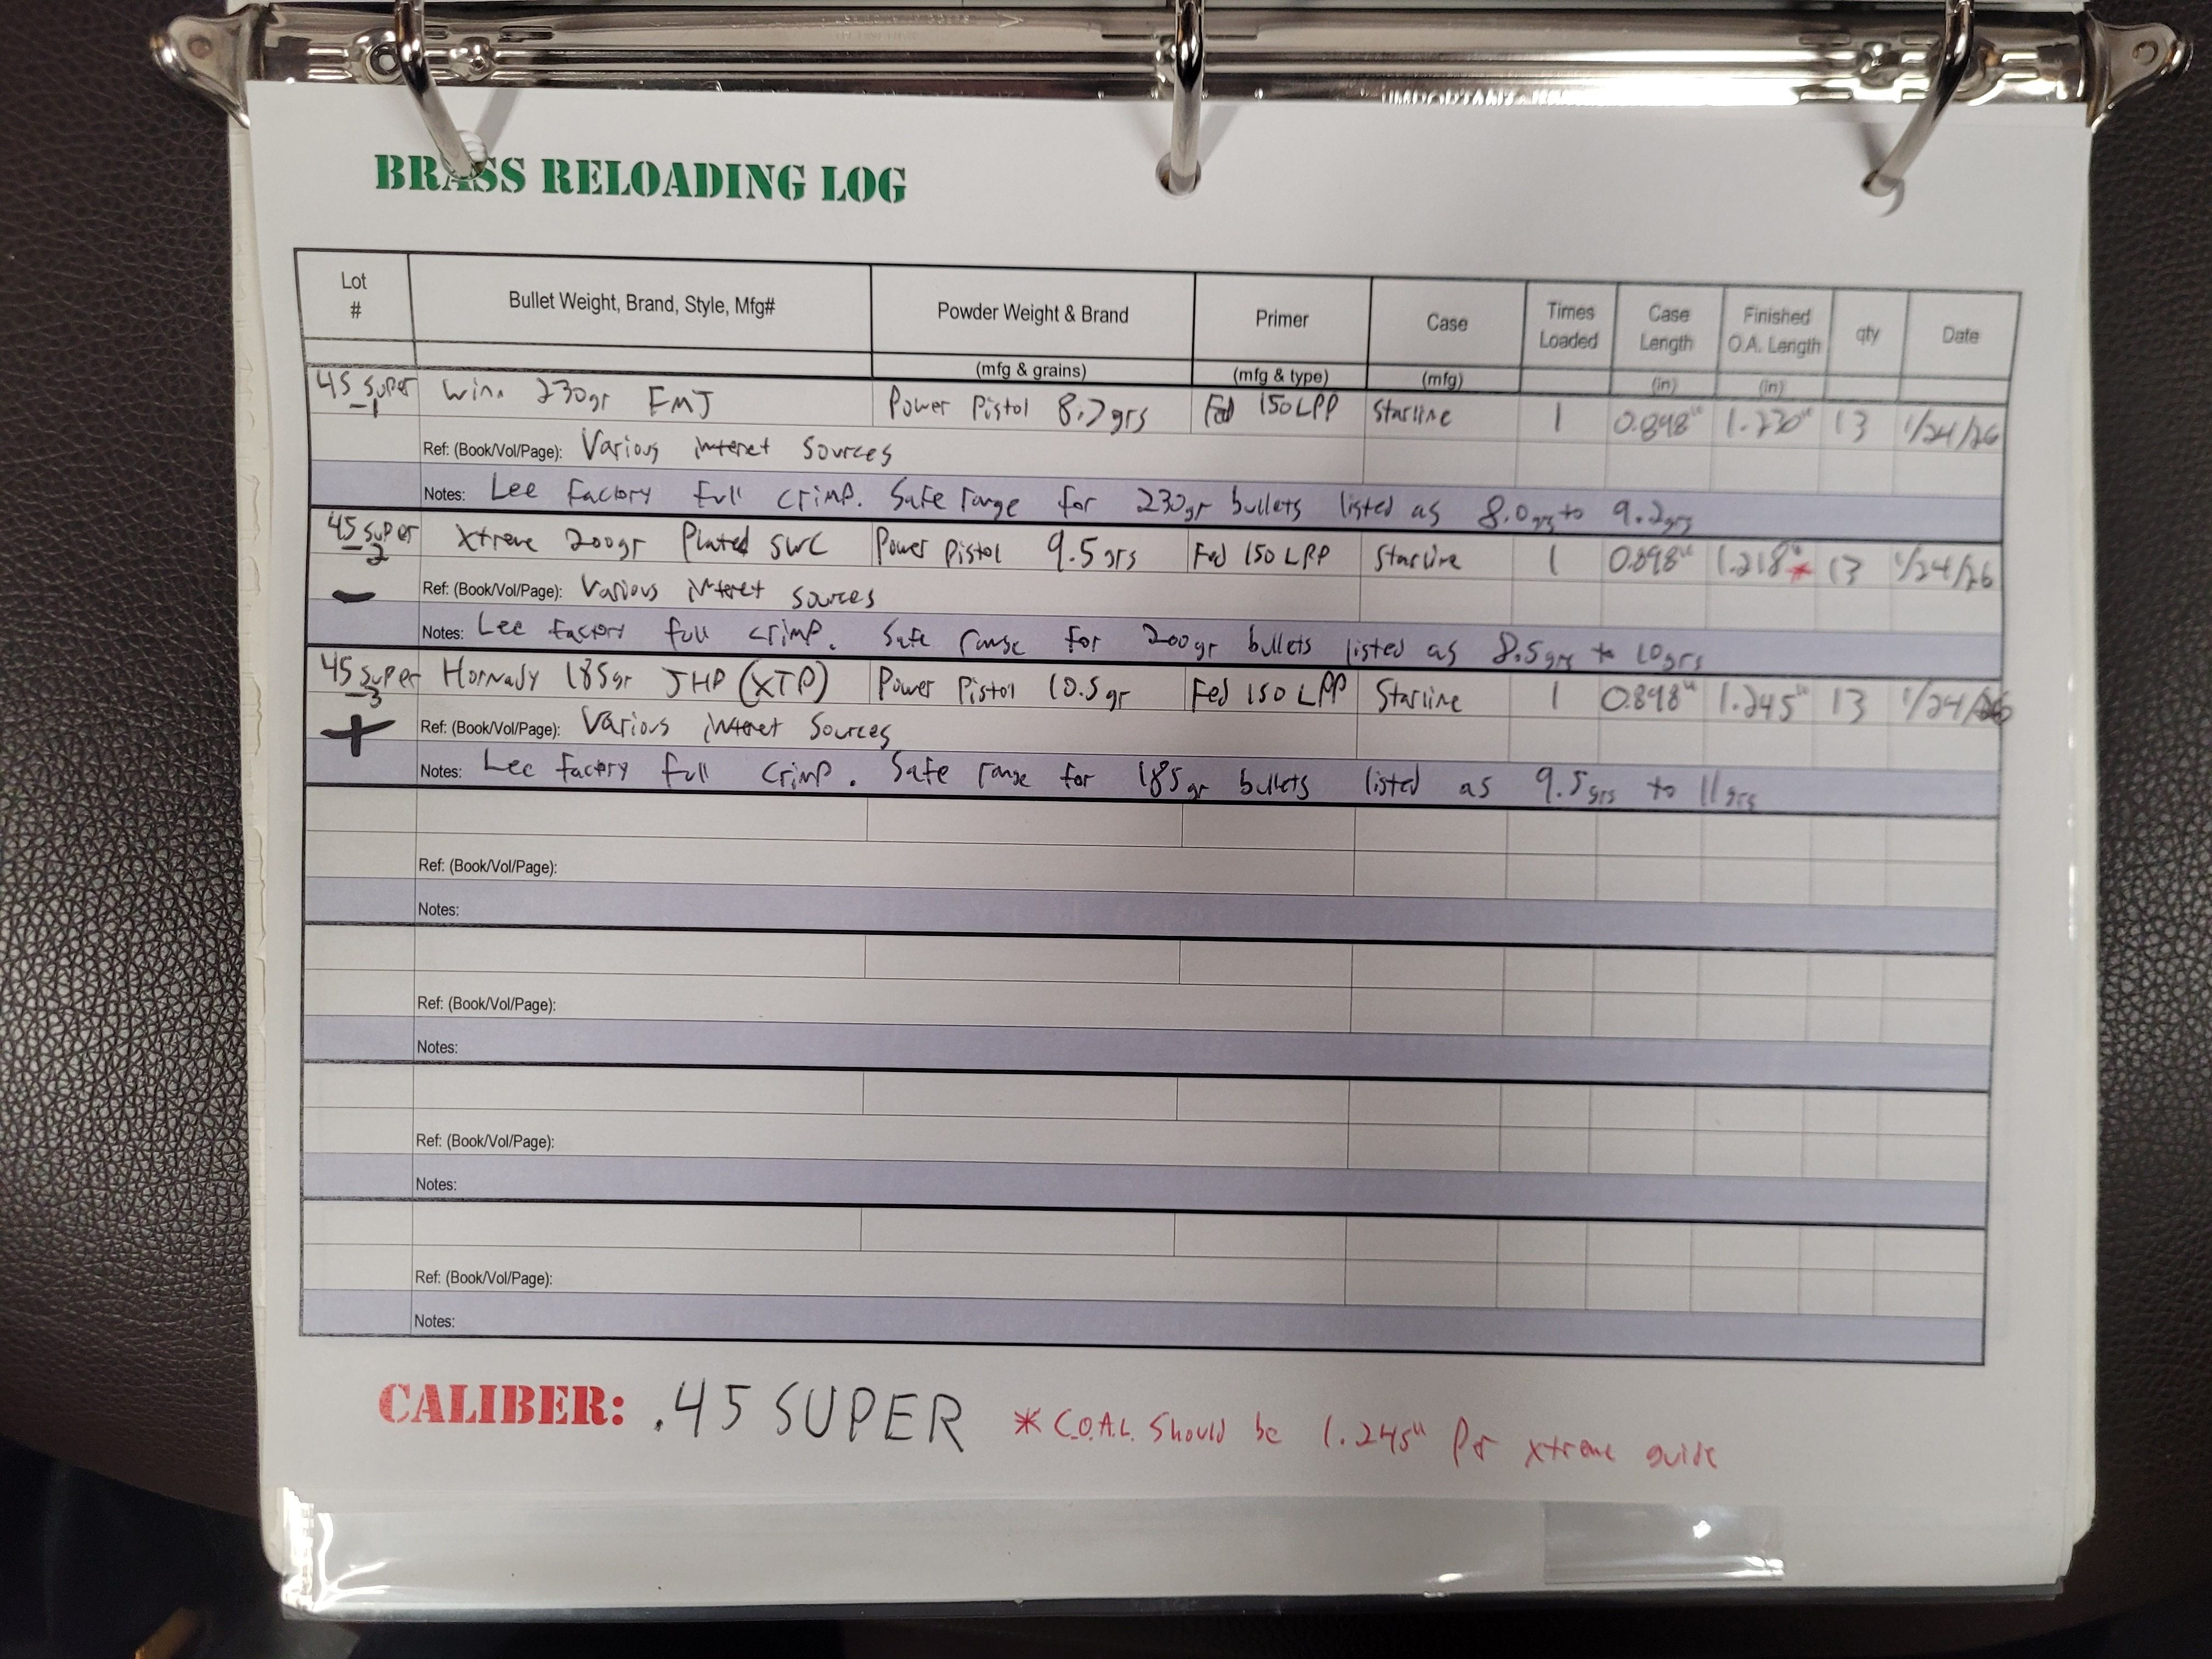 BRASS RELOADING LOG
Lot # Bullet Weight, Brand, Style, Mfg# Powder Weight & Brand Primer Case Times Loaded Case Length Finished O.A. Length qty Date
(mfg & grains) (mfg & type) (mfg) (in) (in)
45 Super -1 Win. 230gr FMJ Power Pistol 8.7grs Fed 150 LPP Starline 1 0.898" 1.230" 13 1/24/26
Ref: (Book/Vol/Page): Various internet sources
Notes: Lee Factory full crimp. Safe range for 230gr bullets listed as 8.0grs to 9.2grs
45 Super -2 Xtreme 200gr Plated SWC Power Pistol 9.5grs Fed 150 LPP Starline 1 0.898" 1.218"* 13 1/24/26
– Ref: (Book/Vol/Page): Various internet sources
Notes: Lee factory full crimp. Safe range for 200gr bullets listed as 8.5grs to 10grs
45 Super -3 Hornady 185gr JHP (XTP) Power Pistol 10.5gr Fed 150 LPP Starline 1 0.898" 1.245" 13 1/24/26
+ Ref: (Book/Vol/Page): Various internet sources
Notes: Lee factory full crimp. Safe range for 185gr bullets listed as 9.5grs to 11grs
Ref: (Book/Vol/Page):
Notes:
Ref: (Book/Vol/Page):
Notes:
Ref: (Book/Vol/Page):
Notes:
Ref: (Book/Vol/Page):
Notes:
CALIBER: .45 SUPER * C.O.A.L. Should be 1.245" Per xtreme guide